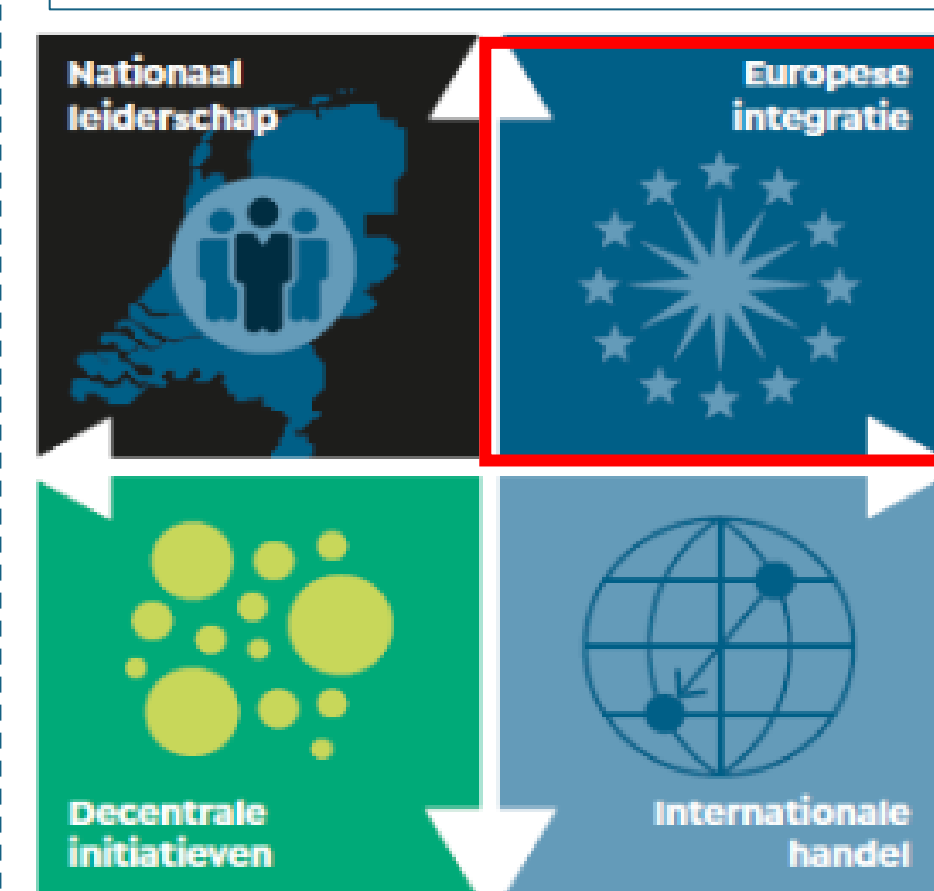 Nationaal
leiderschap
Europese
integratie
Decentrale
initiatieven
Internationale
handel